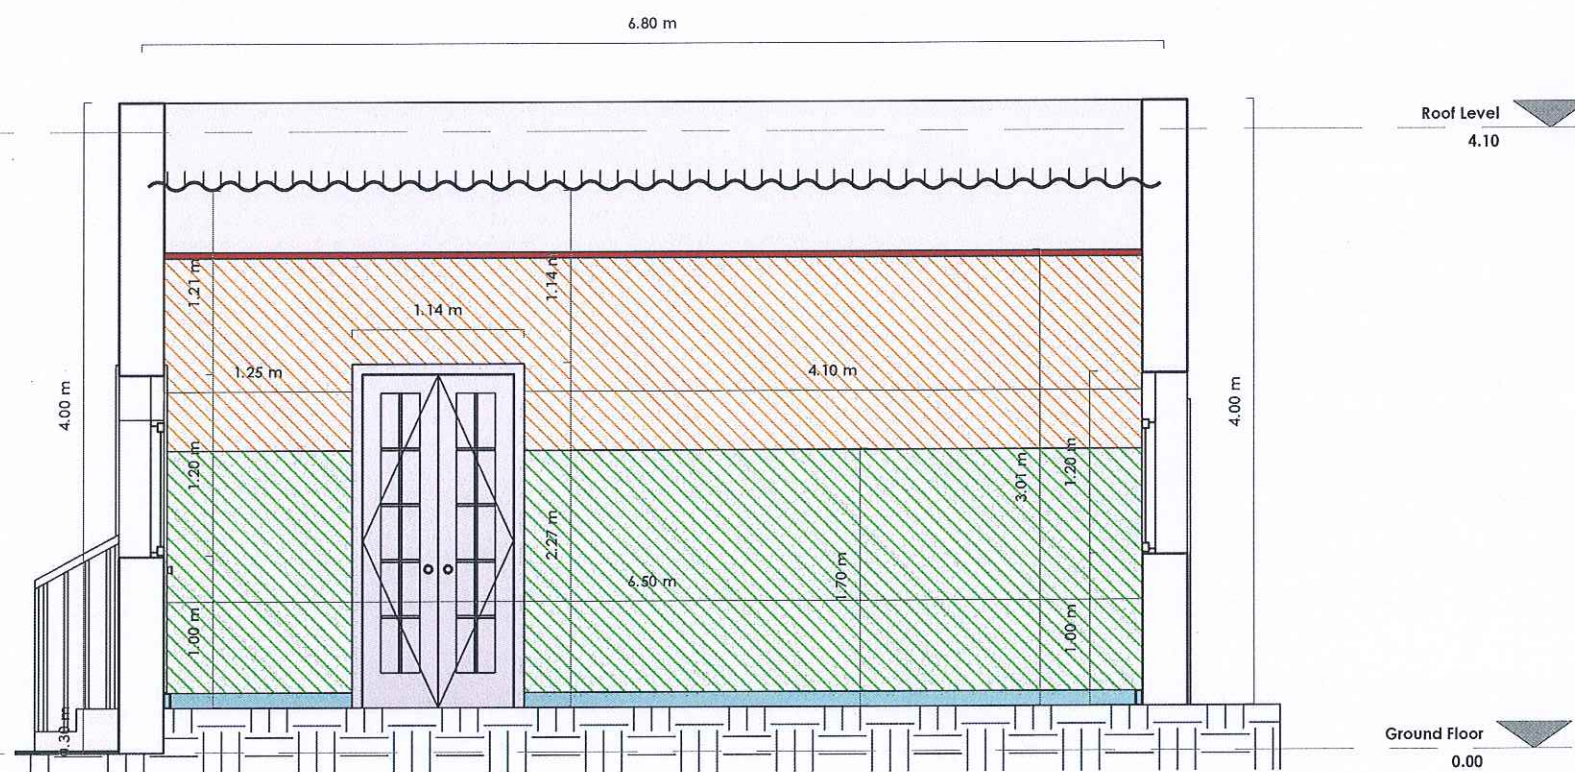 6.80 m
Roof Level
4.10
1.21 m
1.14 m
1.14 m
1.25 m
4.10 m
4.00 m
4.00 m
1.20 m
3.01 m
1.20 m
2.27 m
6.50 m
1.70 m
1.00 m
1.00 m
Ground Floor
0.00